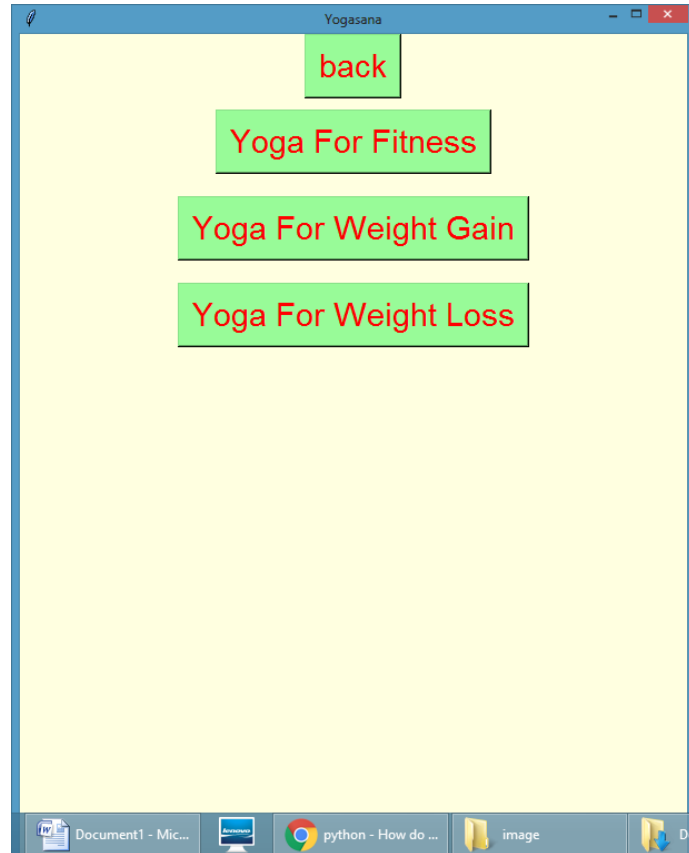 Yogasana
back
Yoga For Fitness
Yoga For Weight Gain
Yoga For Weight Loss
Document1 - Mic... python - How do ... image